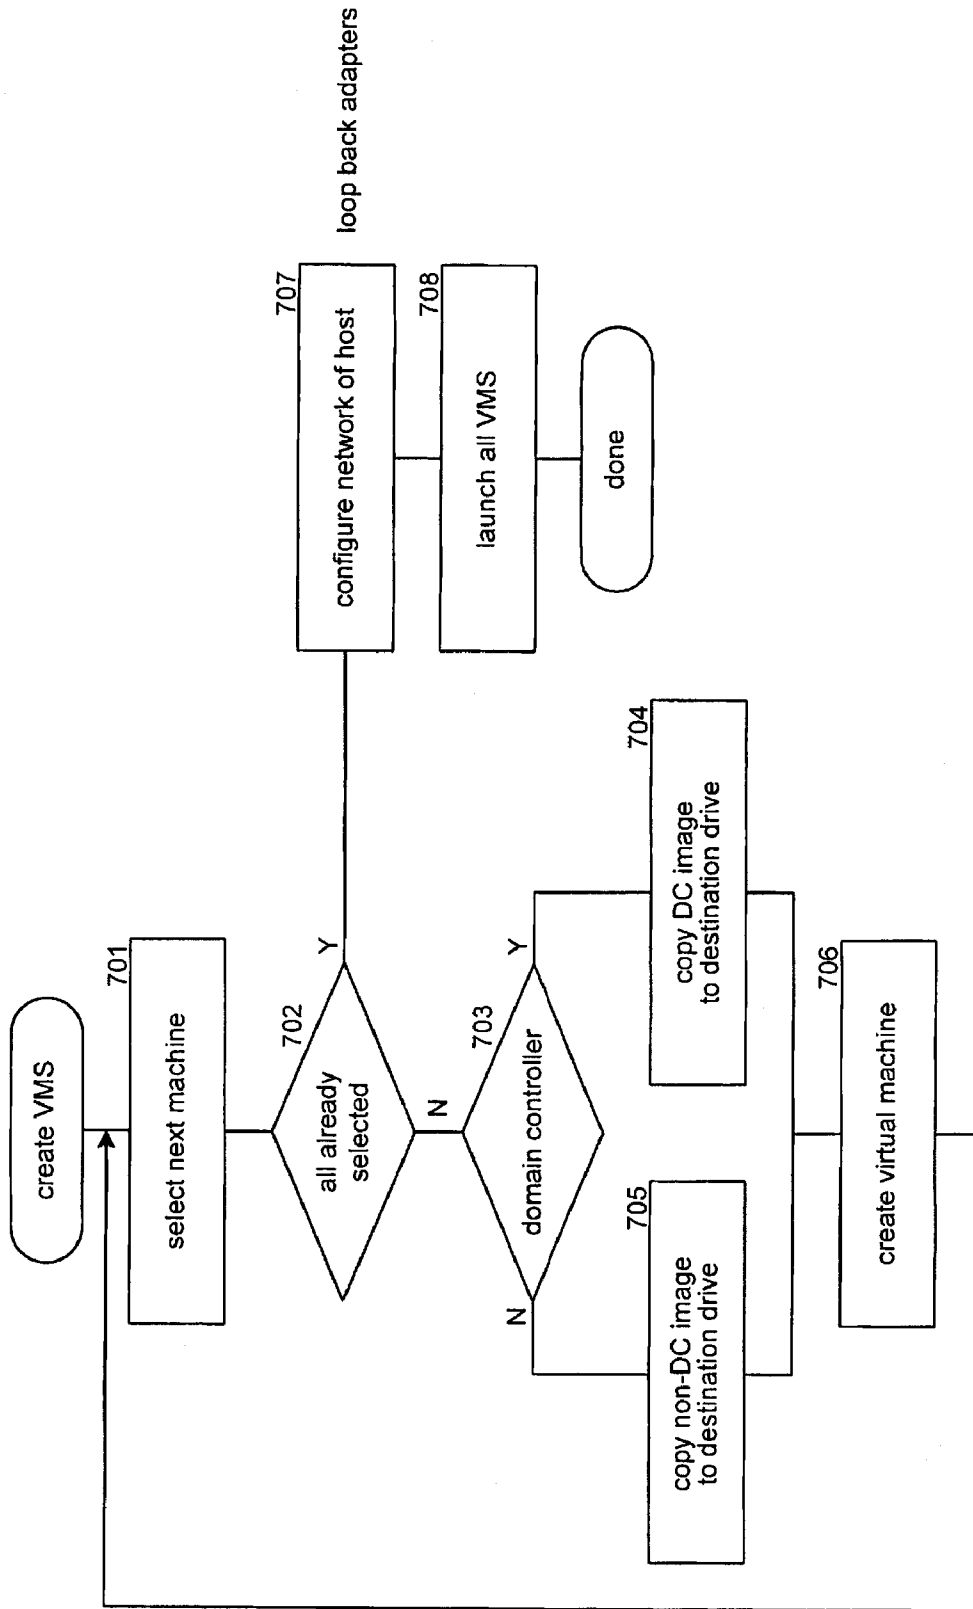 create VMS
701
select next machine
702
all already
selected
Y
N
707
configure network of host
loop back adapters
708
launch all VMS
done
703
domain controller
Y
N
704
copy DC image
to destination drive
705
copy non-DC image
to destination drive
706
create virtual machine